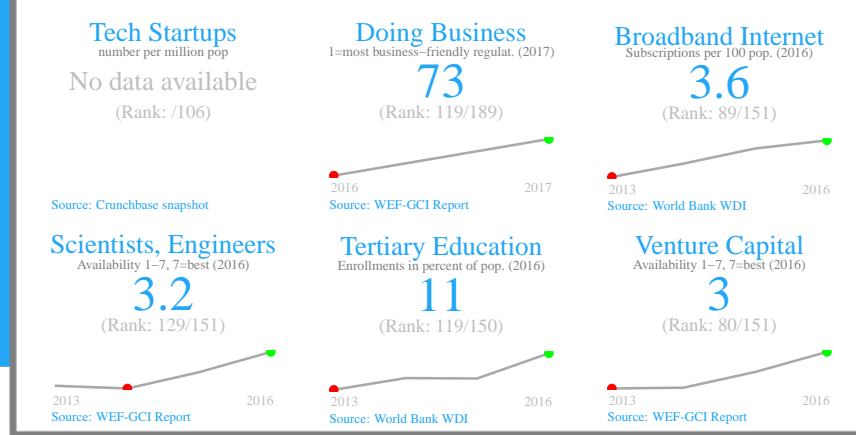 Tech Startups
number per million pop
No data available
(Rank: /106)
Source: Crunchbase snapshot
Doing Business
1=most business−friendly regulat. (2017)
73
(Rank: 119/189)
2016 2017
Source: WEF-GCI Report
Broadband Internet
Subscriptions per 100 pop. (2016)
3.6
(Rank: 89/151)
2013 2016
Source: World Bank WDI
Scientists, Engineers
Availability 1−7, 7=best (2016)
3.2
(Rank: 129/151)
2013 2016
Source: WEF-GCI Report
Tertiary Education
Enrollments in percent of pop. (2016)
11
(Rank: 119/150)
2013 2016
Source: World Bank WDI
Venture Capital
Availability 1−7, 7=best (2016)
3
(Rank: 80/151)
2013 2016
Source: WEF-GCI Report